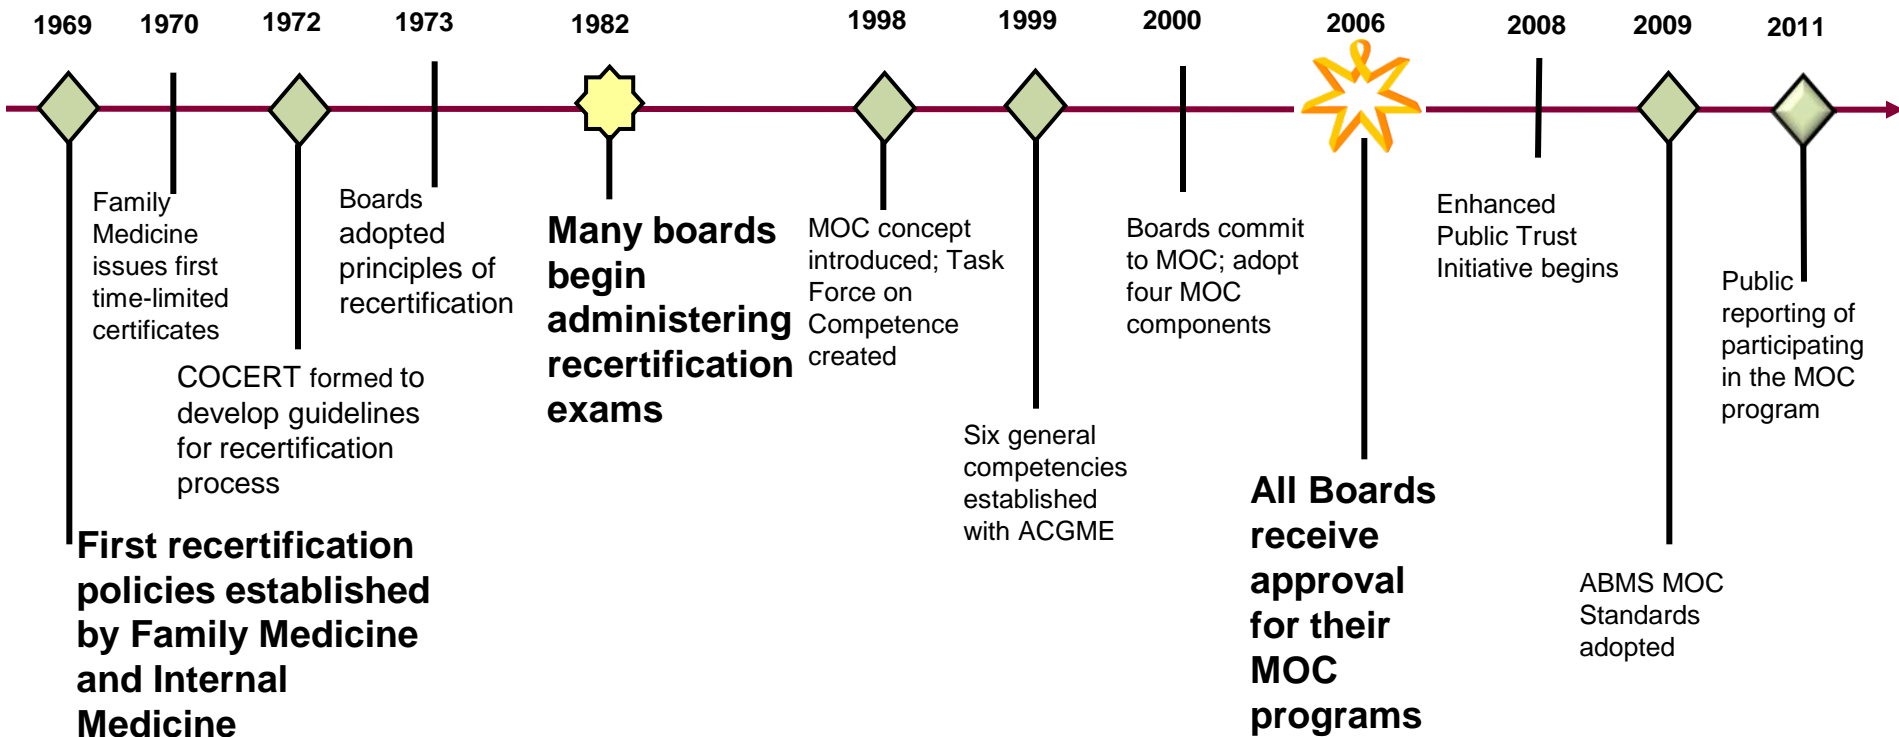 1969
1970
1972
1973
1982
1998
1999
2000
2006
2008
2009
2011
Family
Medicine
issues first
time-limited
certificates
Boards
adopted
principles of
recertification
Many boards
begin
administering
recertification
exams
MOC concept
introduced; Task
Force on
Competence
created
Boards commit
to MOC; adopt
four MOC
components
Enhanced
Public Trust
Initiative begins
Public
reporting of
participating
in the MOC
program
COCERT formed to
develop guidelines
for recertification
process
Six general
competencies
established
with ACGME
All Boards
receive
approval
for their
MOC
programs
First recertification
policies established
by Family Medicine
and Internal
Medicine
ABMS MOC
Standards
adopted